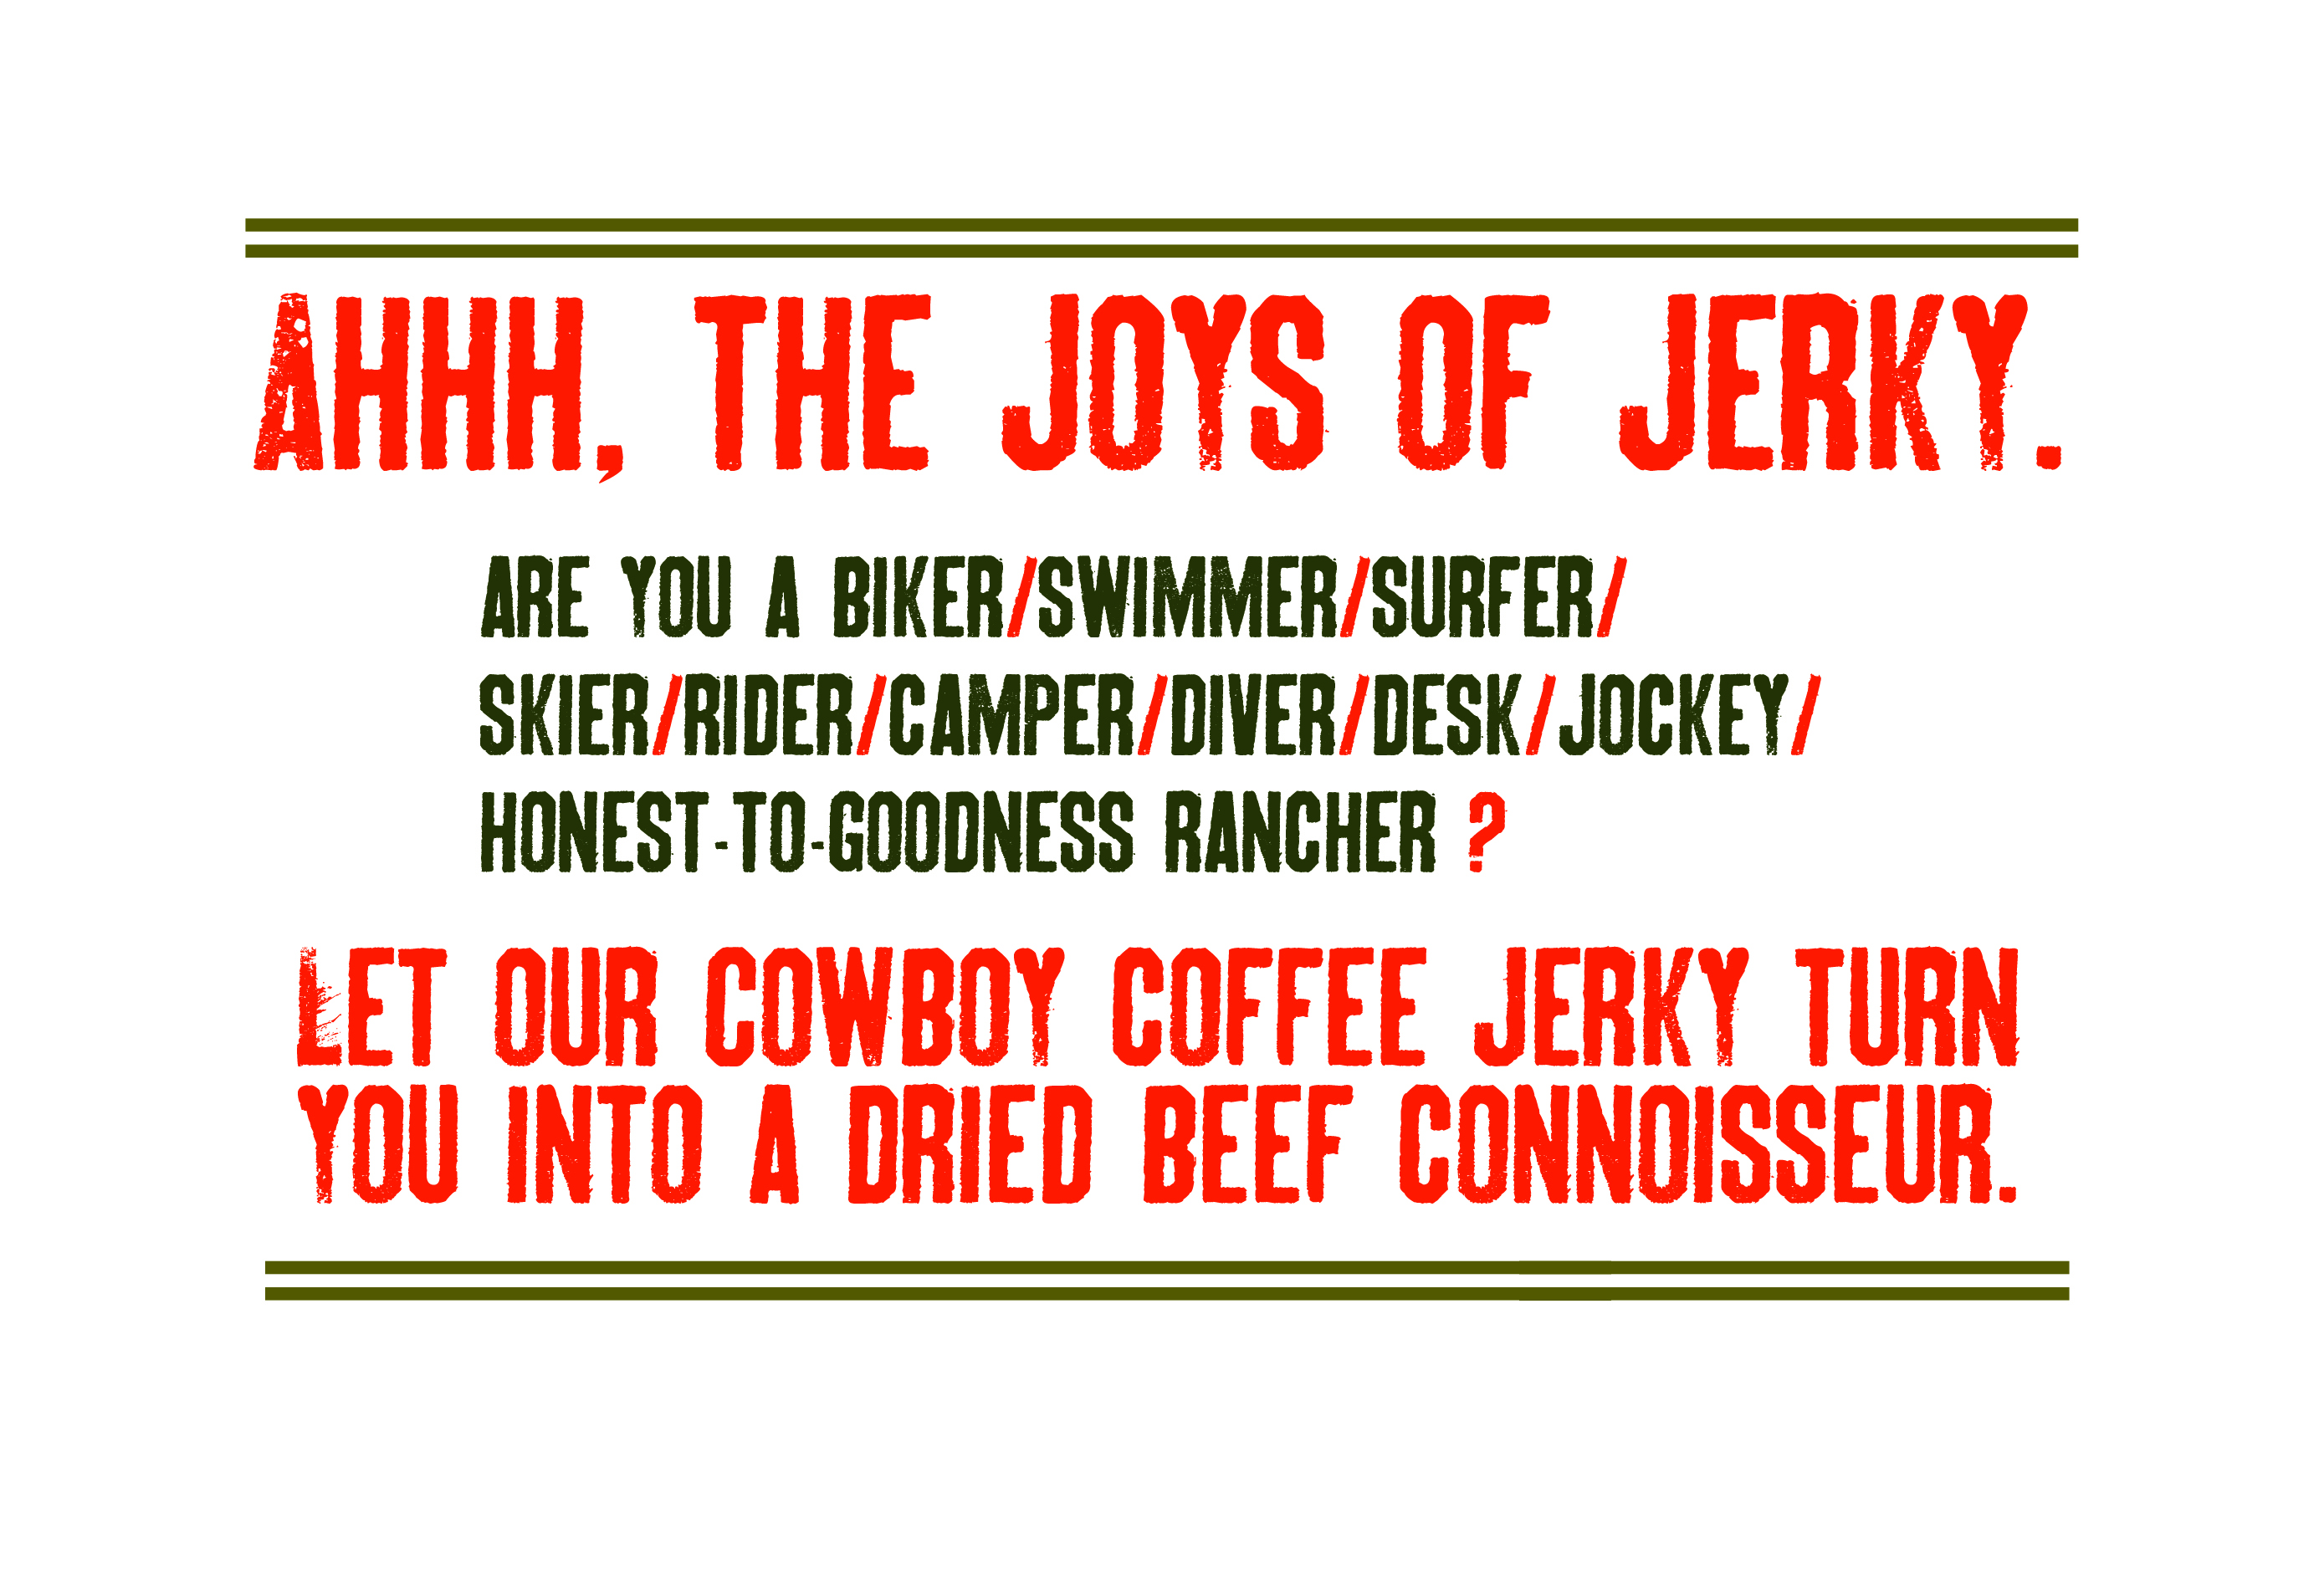 AHHH, THE JOYS OF JERKY.
ARE YOU A BIKER/SWIMMER/SURFER/
SKIER/RIDER/CAMPER/DIVER/DESK/JOCKEY/
HONEST-TO-GOODNESS RANCHER ?
LET OUR COWBOY COFFEE JERKY TURN
YOU INTO A DRIED BEEF CONNOISSEUR.